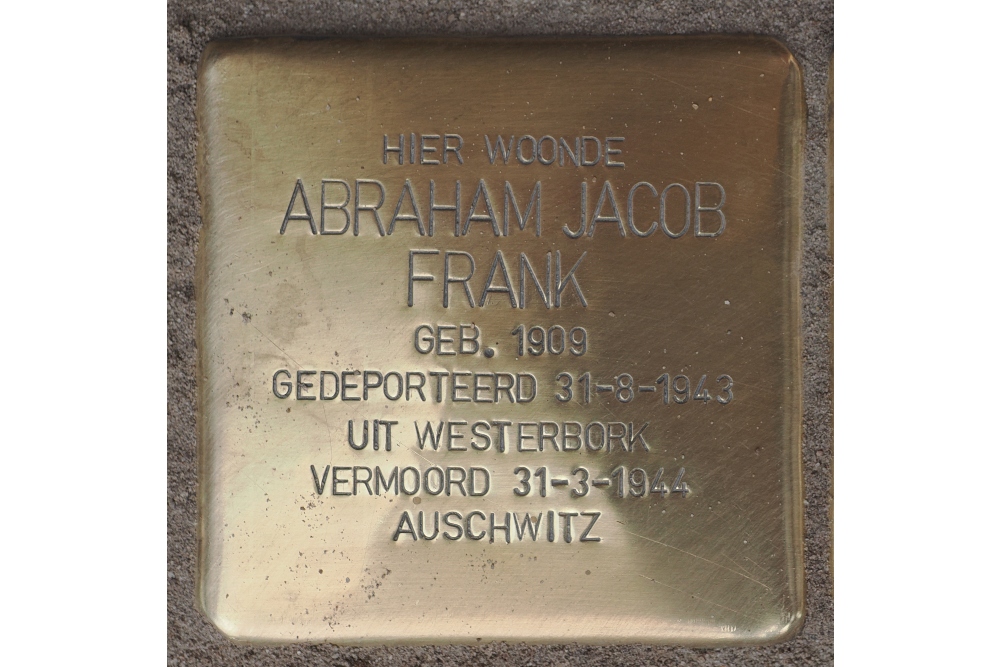 HIER WOONDE
ABRAHAM JACOB
FRANK
GEB. 1909
GEDEPORTEERD 31-8-1943
UIT WESTERBORK
VERMOORD 31-3-1944
AUSCHWITZ